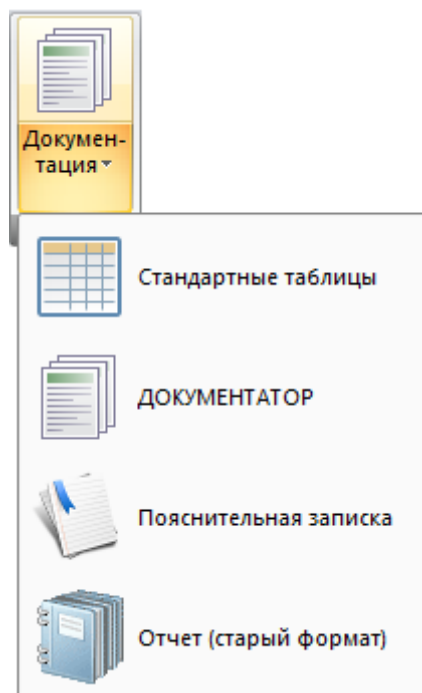 Докумен-
тация
Стандартные таблицы
ДОКУМЕНТАТОР
Пояснительная записка
Отчет (старый формат)